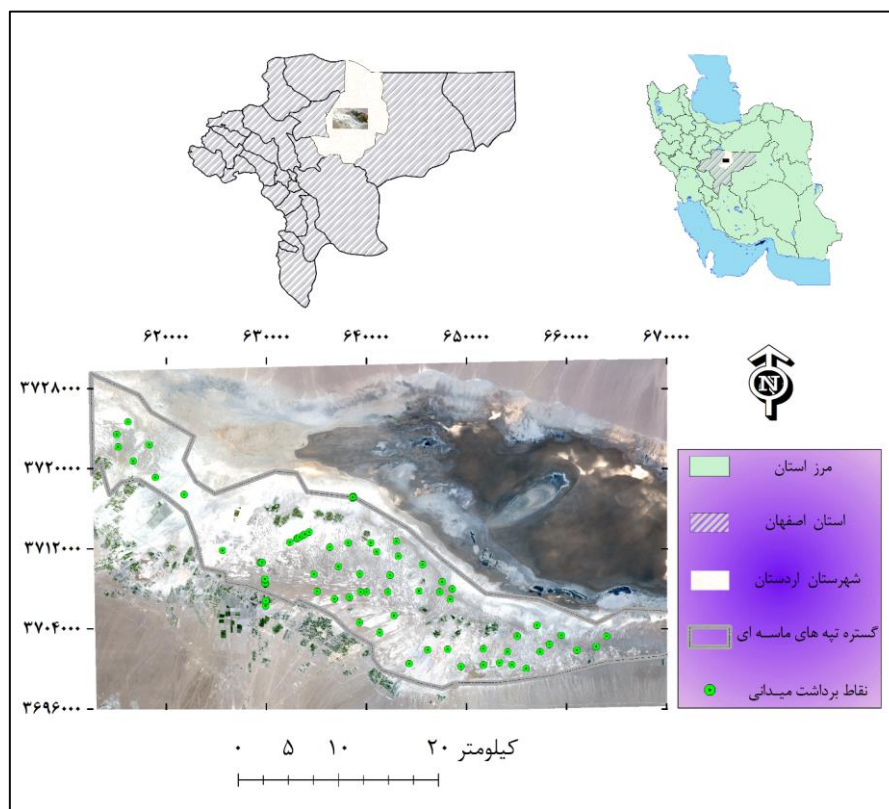 ۶۲۰۰۰۰ ۶۳۰۰۰۰ ۶۴۰۰۰۰ ۶۵۰۰۰۰ ۶۶۰۰۰۰ ۶۷۰۰۰۰
۳۷۲۸۰۰۰
۳۷۲۰۰۰۰
۳۷۱۲۰۰۰
۳۷۰۴۰۰۰
۳۶۹۶۰۰۰
N
مرز استان
استان اصفهان
شهرستان اردستان
گستره تپه های ماسه ای
نقاط برداشت میدانی
۰ ۵ ۱۰ ۲۰ کیلومتر